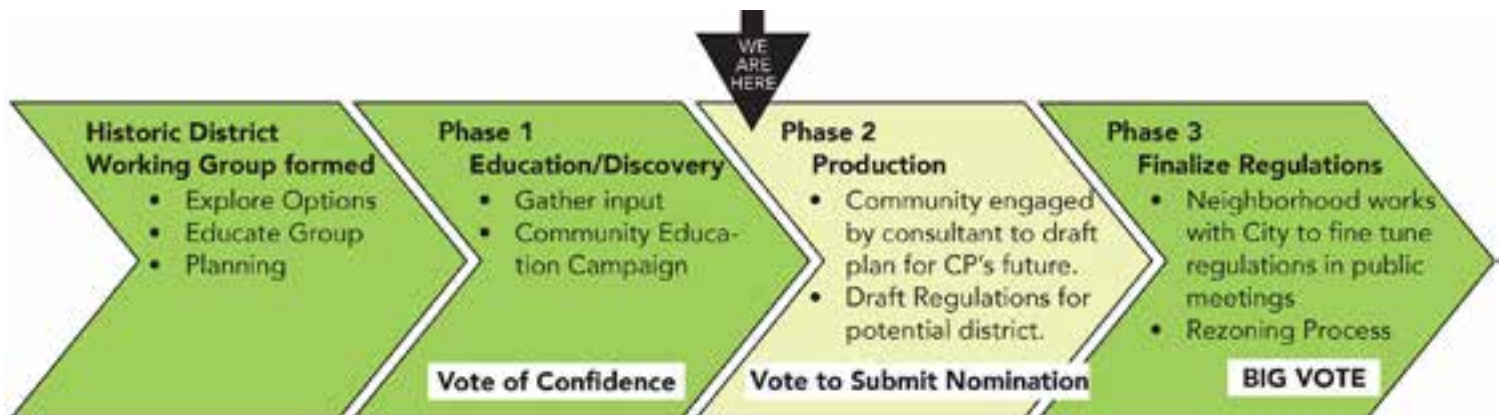 WE
ARE
HERE
Historic District
Working Group formed
• Explore Options
• Educate Group
• Planning
Phase 1
Education/Discovery
• Gather input
• Community Educa-
tion Campaign
Vote of Confidence
Phase 2
Production
• Community engaged
by consultant to draft
plan for CP's future.
• Draft Regulations for
potential district.
Vote to Submit Nomination
Phase 3
Finalize Regulations
• Neighborhood works
with City to fine tune
regulations in public
meetings
• Rezoning Process
BIG VOTE